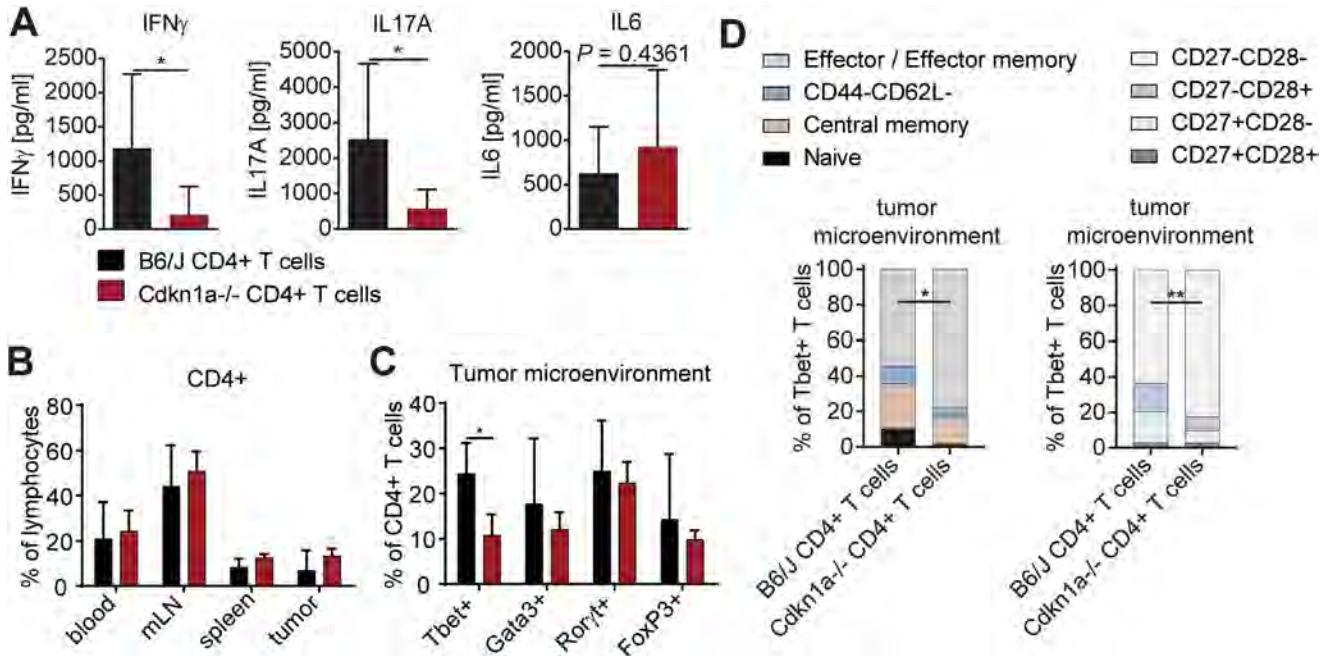 A
IFNγ
IFNγ [pg/ml]
2500
2000
1500
1000
500
0
*
IL17A
IL17A [pg/ml]
5000
4000
3000
2000
1000
0
*
IL6
IL6 [pg/ml]
2000
1500
1000
500
0
P = 0.4361
B6/J CD4+ T cells
Cdkn1a-/- CD4+ T cells
B
CD4+
% of lymphocytes
80
60
40
20
0
blood
mLN
spleen
tumor
C
Tumor microenvironment
% of CD4+ T cells
40
30
20
10
0
*
Tbet+
Gata3+
Rorγ/t+
FoxP3+
D
Effector / Effector memory
CD44-CD62L-
Central memory
Naive
CD27-CD28-
CD27-CD28+
CD27+CD28-
CD27+CD28+
tumor
microenvironment
% of Tbet+ T cells
100
80
60
40
20
0
*
B6/J CD4+ T cells
Cdkn1a-/- CD4+ T cells
tumor
microenvironment
% of Tbet+ T cells
100
80
60
40
20
0
**
B6/J CD4+ T cells
Cdkn1a-/- CD4+ T cells